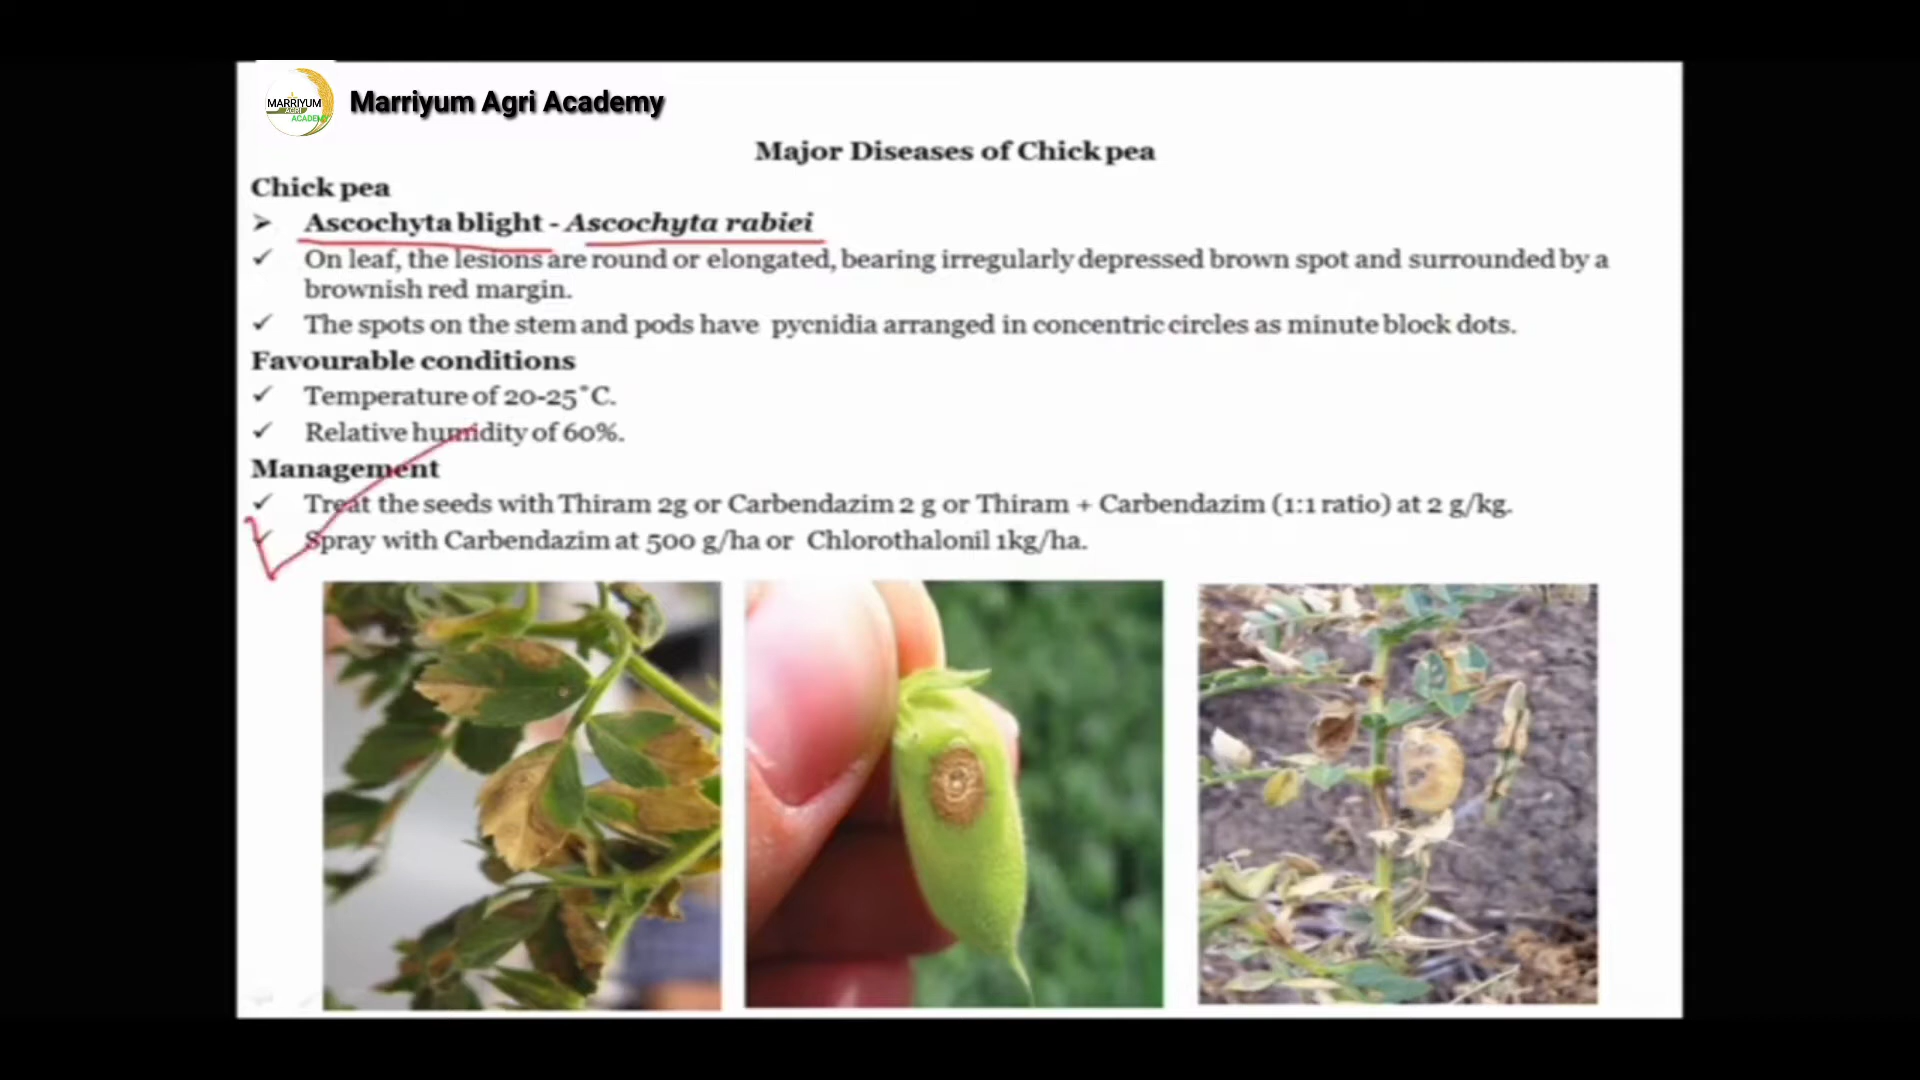 MARRIYUM
AGRI
ACADEMY
Marriyum Agri Academy
Major Diseases of Chick pea
Chick pea
➢ Ascochyta blight - Ascochyta rabiei
✓ On leaf, the lesions are round or elongated, bearing irregularly depressed brown spot and surrounded by a
brownish red margin.
✓ The spots on the stem and pods have pycnidia arranged in concentric circles as minute block dots.
Favourable conditions
✓ Temperature of 20-25˚C.
✓ Relative humidity of 60%.
Management
✓ Treat the seeds with Thiram 2g or Carbendazim 2 g or Thiram + Carbendazim (1:1 ratio) at 2 g/kg.
✓ Spray with Carbendazim at 500 g/ha or Chlorothalonil 1kg/ha.